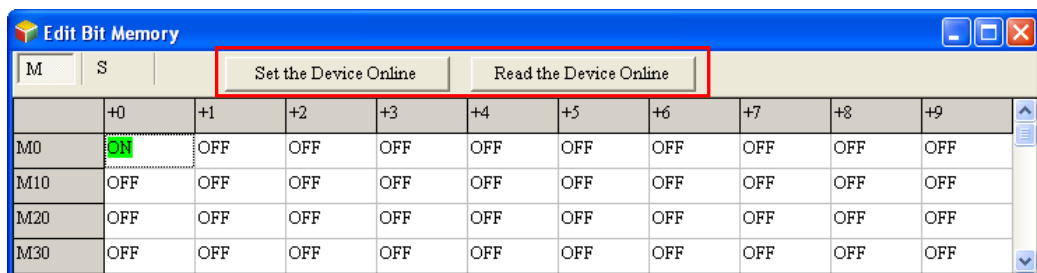 Edit Bit Memory
M S Set the Device Online Read the Device Online
+0 +1 +2 +3 +4 +5 +6 +7 +8 +9
M0 ON OFF OFF OFF OFF OFF OFF OFF OFF OFF
M10 OFF OFF OFF OFF OFF OFF OFF OFF OFF OFF
M20 OFF OFF OFF OFF OFF OFF OFF OFF OFF OFF
M30 OFF OFF OFF OFF OFF OFF OFF OFF OFF OFF